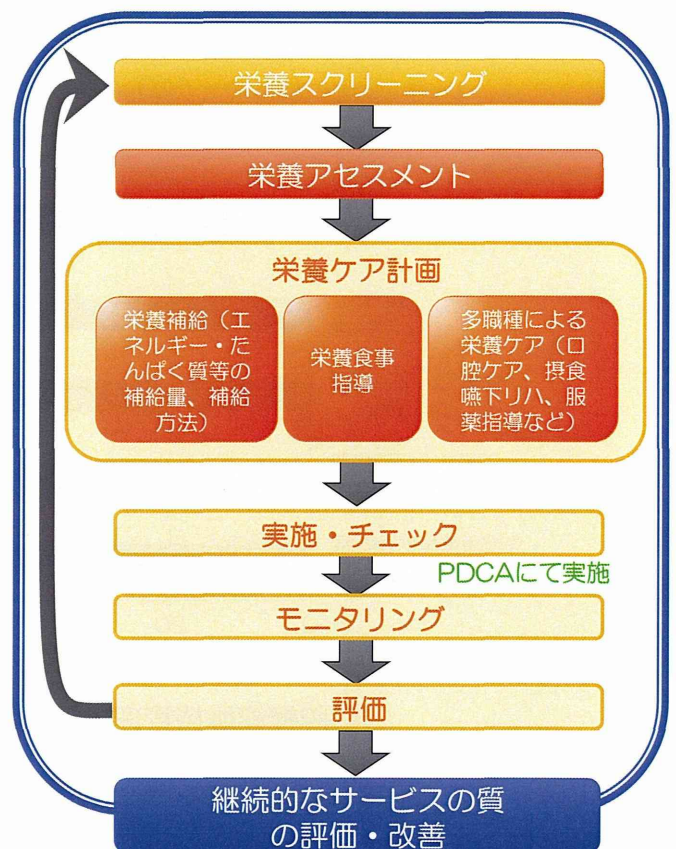 栄養スクリーニング
栄養アセスメント
栄養ケア計画
栄養補給（エ
ネルギー・た
んぱく質等の
補給量、補給
方法）
栄養食事
指導
多職種による
栄養ケア（口
腔ケア、摂食
嚥下リハ、服
薬指導など）
実施・チェック
PDCAにて実施
モニタリング
評価
継続的なサービスの質
の評価・改善